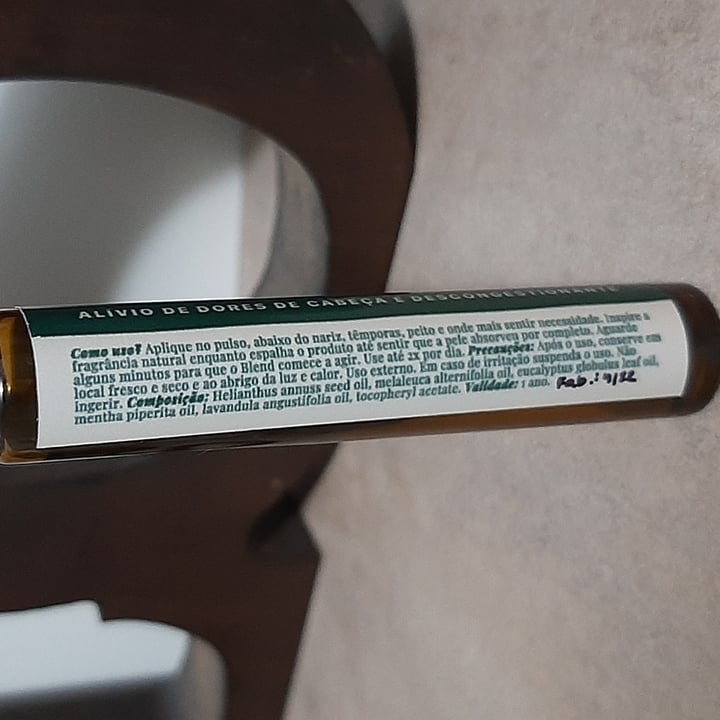 ALÍVIO DE DORES DE CABEÇA E DESCONGESTIONANTE
Como uso? Aplique no pulso, abaixo do nariz, têmporas, peito e onde mais sentir necessidade. Inspire a
fragrância natural enquanto espalha o produto até sentir que a pele absorveu por completo. Aguarde
alguns minutos para que o Blend comece a agir. Use até 2x por dia. Precauções: Após o uso, conserve em
local fresco e seco e ao abrigo da luz e calor. Uso externo. Em caso de irritação suspenda o uso. Não
ingerir. Composição: Helianthus annuss seed oil, melaleuca alternifolia oil, eucalyptus globulus leaf oil,
mentha piperita oil, lavandula angustifolia oil, tocopheryl acetate. Validade: 1 ano. Fab.: 9/22